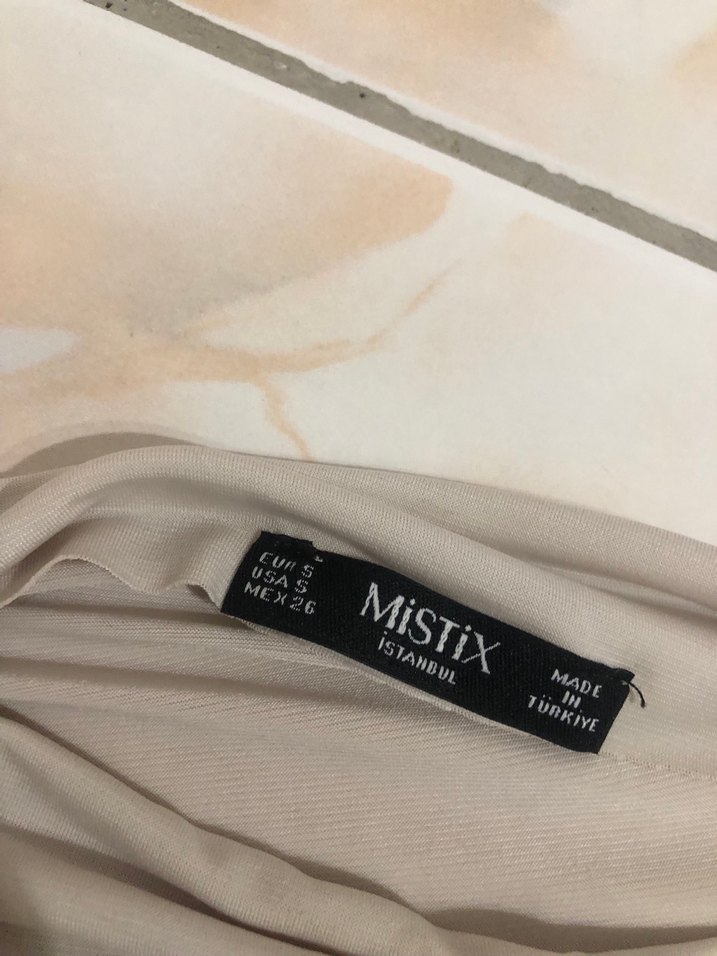 EUR S
USA S
MEX 26
MiSTiX
İSTANBUL
MADE
IN
TÜRKİYE